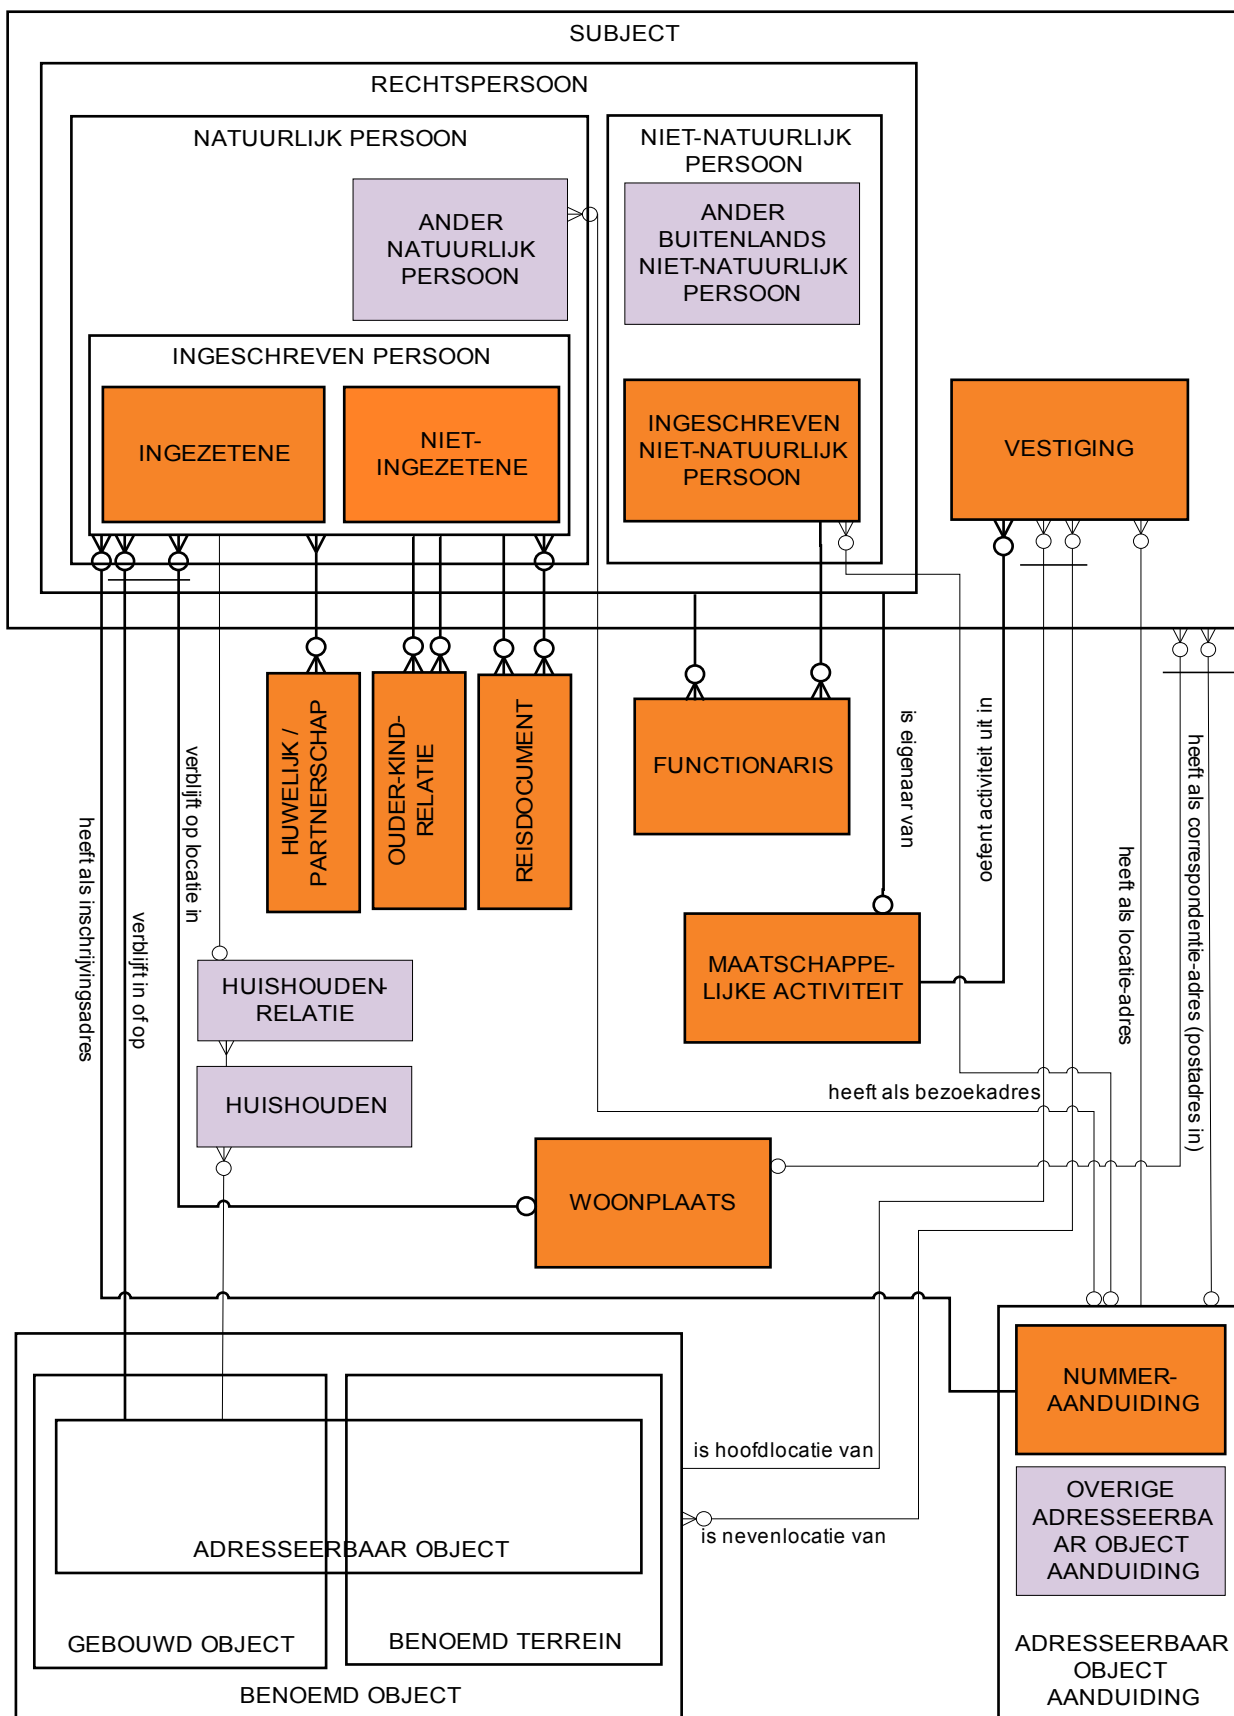 SUBJECT
RECHTSPERSOON
NATUURLIJK PERSOON
NIET-NATUURLIJK
PERSOON
ANDER
NATUURLIJK
PERSOON
ANDER
BUITENLANDS
NIET-NATUURLIJK
PERSOON
INGESCHREVEN PERSOON
INGEZETENE
NIET-
INGEZETENE
INGESCHREVEN
NIET-NATUURLIJK
PERSOON
VESTIGING
HUWELIJK /
PARTNERSCHAP
OUDER-KIND-
RELATIE
REISDOCUMENT
FUNCTIONARIS
is eigenaar van
oefent activiteit uit in
heeft als inschrijvingsadres
verblijft in of op
verblijft op locatie in
heeft als locatie-adres
heeft als correspondentie-adres (postadres in)
MAATSCHAPPE-
LIJKE ACTIVITEIT
HUISHOUDEN-
RELATIE
HUISHOUDEN
heeft als bezoekadres
WOONPLAATS
NUMMER-
AANDUIDING
OVERIGE
ADRESSEERBA
AR OBJECT
AANDUIDING
ADRESSEERBAAR
OBJECT
AANDUIDING
is hoofdlocatie van
is nevenlocatie van
ADRESSEERBAAR OBJECT
GEBOUWD OBJECT
BENOEMD TERREIN
BENOEMD OBJECT